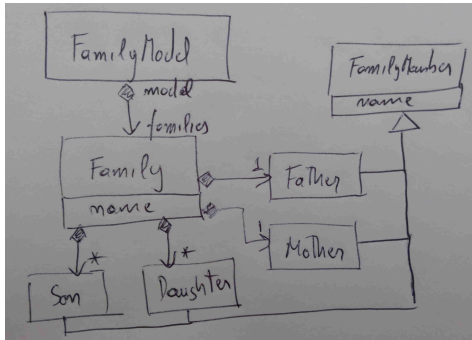 FamilyModel
FamilyMember
name
model
families
Family
name
1
Father
1
Mother
*
*
Son
Daughter